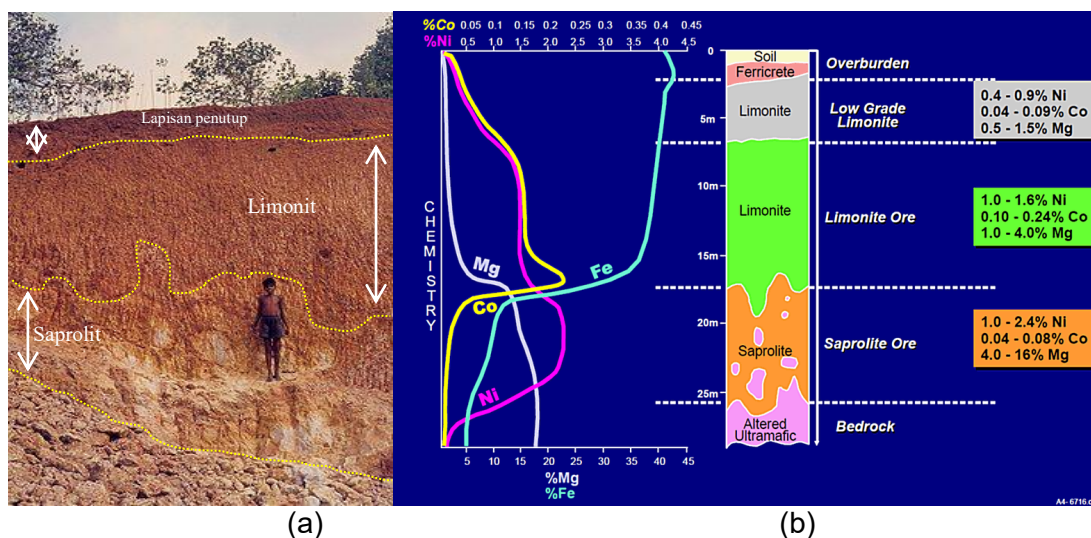 Lapisan penutup
Limonit
Saprolit
(a)
%Co 0.05 0.1 0.15 0.2 0.25 0.3 0.35 0.4 0.45
%Ni 0.5 1.0 1.5 2.0 2.5 3.0 3.5 4.0 4.5
CHEMISTRY
Mg
Fe
Co
Ni
5 10 15 20 25 30 35 40 45
%Mg
%Fe
0
5m
10m
15m
20m
25m
Soil
Ferricrete
Limonite
Limonite
Saprolite
Altered
Ultramafic
Overburden
Low Grade
Limonite
Limonite Ore
Saprolite Ore
Bedrock
0.4 - 0.9% Ni
0.04 - 0.09% Co
0.5 - 1.5% Mg
1.0 - 1.6% Ni
0.10 - 0.24% Co
1.0 - 4.0% Mg
1.0 - 2.4% Ni
0.04 - 0.08% Co
4.0 - 16% Mg
A4- 6716.c
(b)